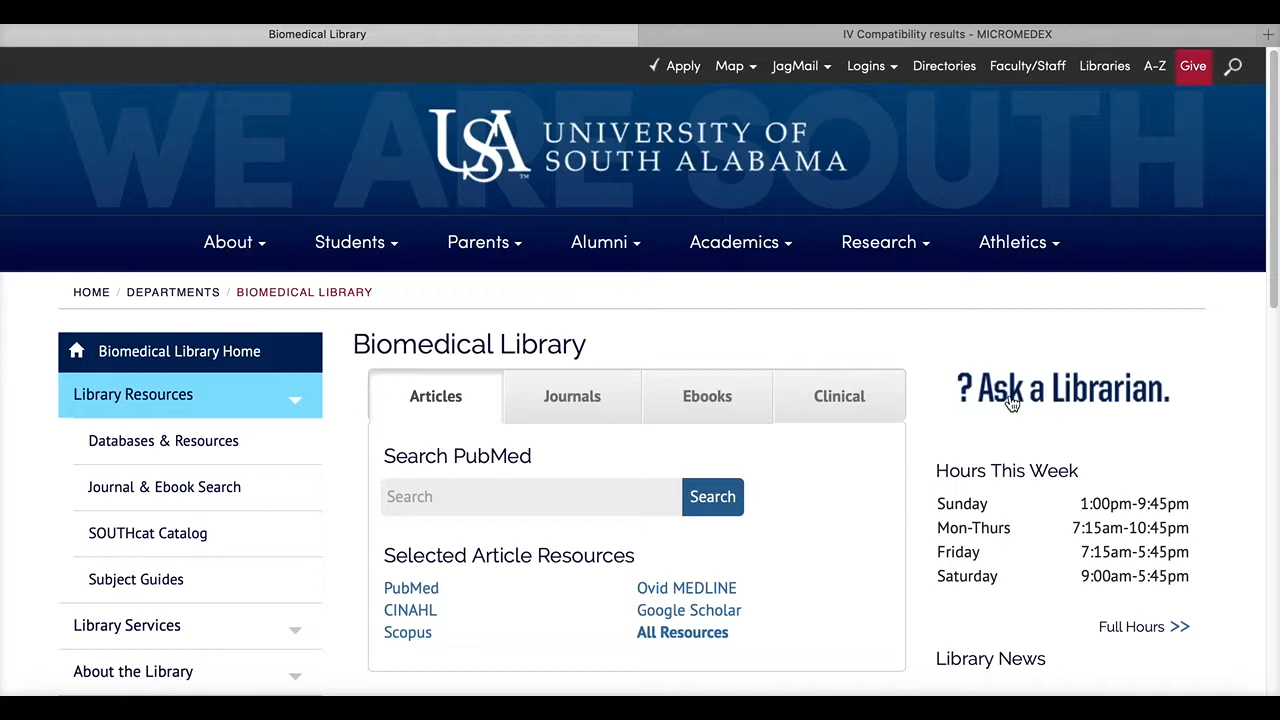 Biomedical Library
IV Compatibility results - MICROMEDEX
Apply Map JagMail Logins Directories Faculty/Staff Libraries A-Z Give
WE ARE SOUTH
USA UNIVERSITY OF
SOUTH ALABAMA
About Students Parents Alumni Academics Research Athletics
HOME / DEPARTMENTS / BIOMEDICAL LIBRARY
Biomedical Library Home
Library Resources
Databases & Resources
Journal & Ebook Search
SOUTHcat Catalog
Subject Guides
Library Services
About the Library
Biomedical Library
Articles Journals Ebooks Clinical
Search PubMed
Search Search
Selected Article Resources
PubMed Ovid MEDLINE
CINAHL Google Scholar
Scopus All Resources
? Ask a Librarian.
Hours This Week
Sunday 1:00pm-9:45pm
Mon-Thurs 7:15am-10:45pm
Friday 7:15am-5:45pm
Saturday 9:00am-5:45pm
Full Hours >>
Library News